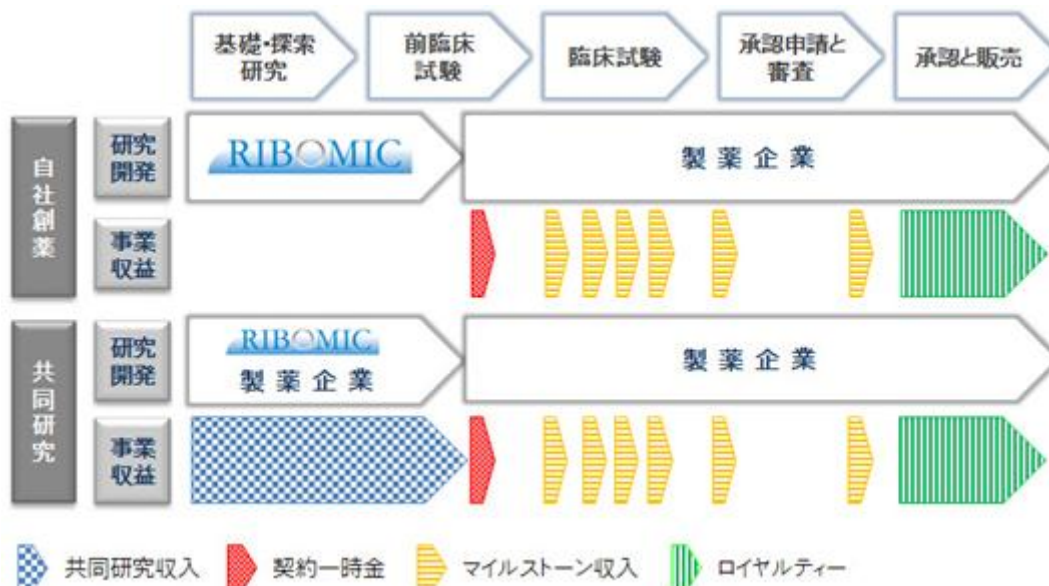 基礎・探索
研究
前臨床
試験
臨床試験
承認申請と
審査
承認と販売
自社創薬
研究
開発
RIBOMIC
製薬企業
事業
収益
共同研究
研究
開発
RIBOMIC
製薬企業
製薬企業
事業
収益
共同研究収入
契約一時金
マイルストーン収入
ロイヤルティー